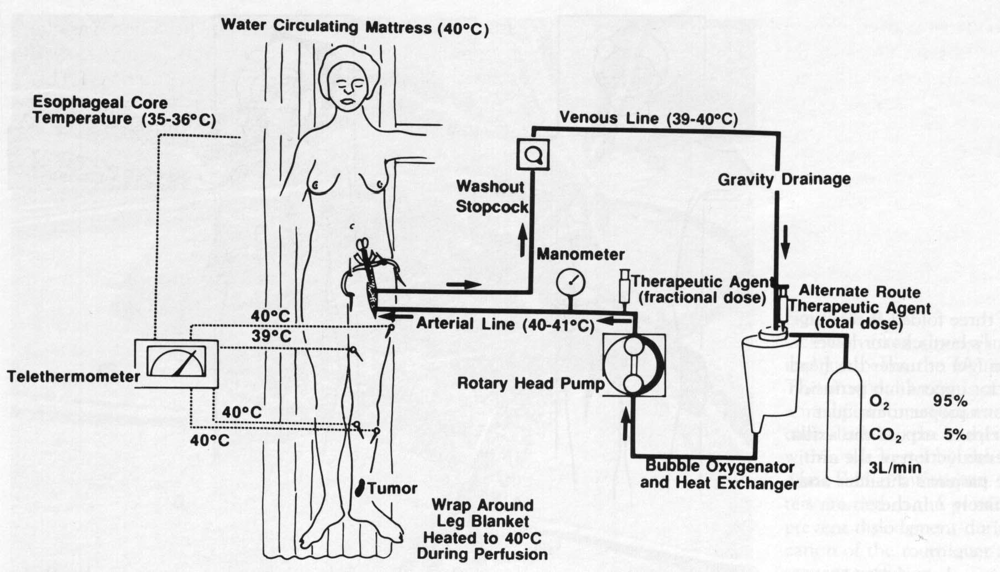 Water Circulating Mattress (40°C)
Esophageal Core
Temperature (35-36°C)
Venous Line (39-40°C)
Gravity Drainage
Washout
Stopcock
Manometer
Therapeutic Agent
(fractional dose)
Alternate Route
Therapeutic Agent
(total dose)
40°C
39°C
Arterial Line (40-41°C)
Telethermometer
Rotary Head Pump
40°C
40°C
O₂ 95%
CO₂ 5%
3L/min
Bubble Oxygenator
and Heat Exchanger
Tumor
Wrap Around
Leg Blanket
Heated to 40°C
During Perfusion